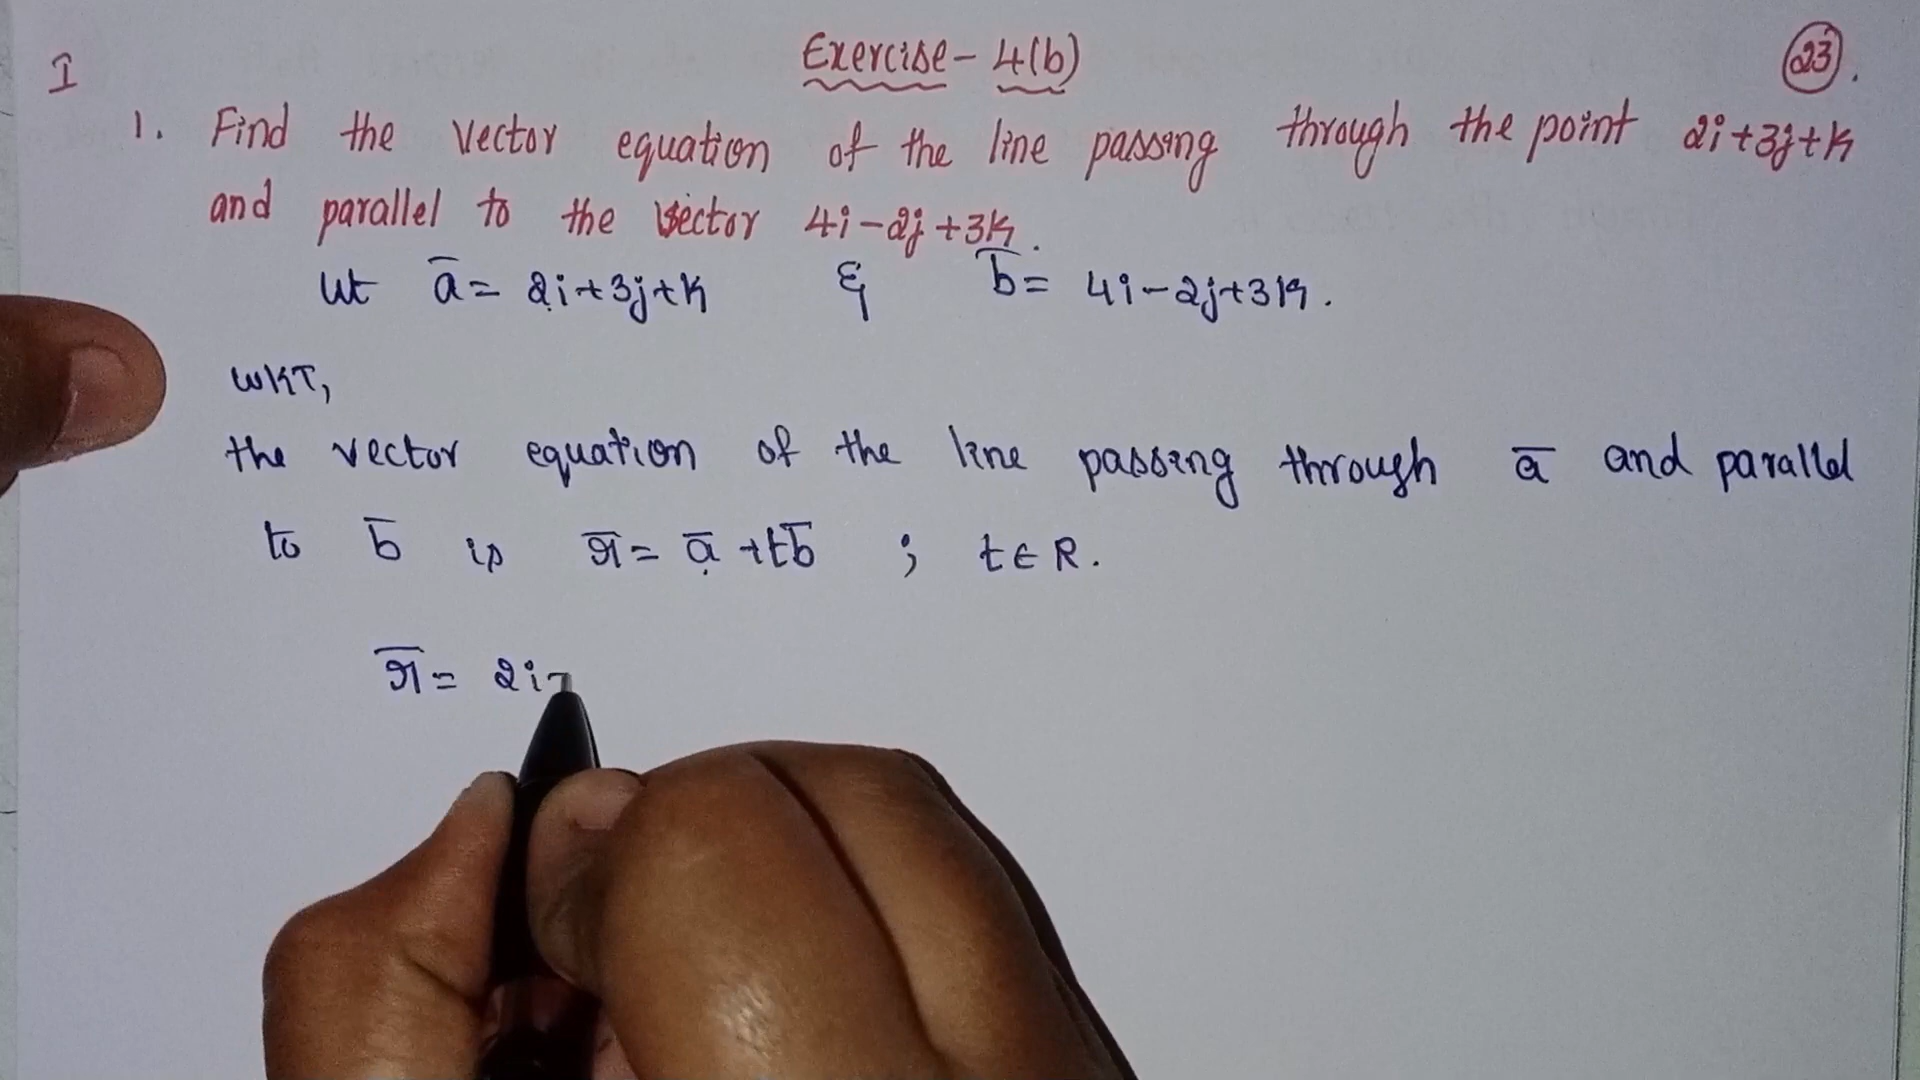 Exercise - 4(b)
I
23.
1. Find the vector equation of the line passing through the point 2i+3j+k
and parallel to the vector 4i-2j+3k.
let a̅ = 2i+3j+k & b̅ = 4i-2j+3k.
WKT,
the vector equation of the line passing through a̅ and parallel
to b̅ is r̅ = a̅ + tb̅ ; t∈R.
r̅ = 2i-